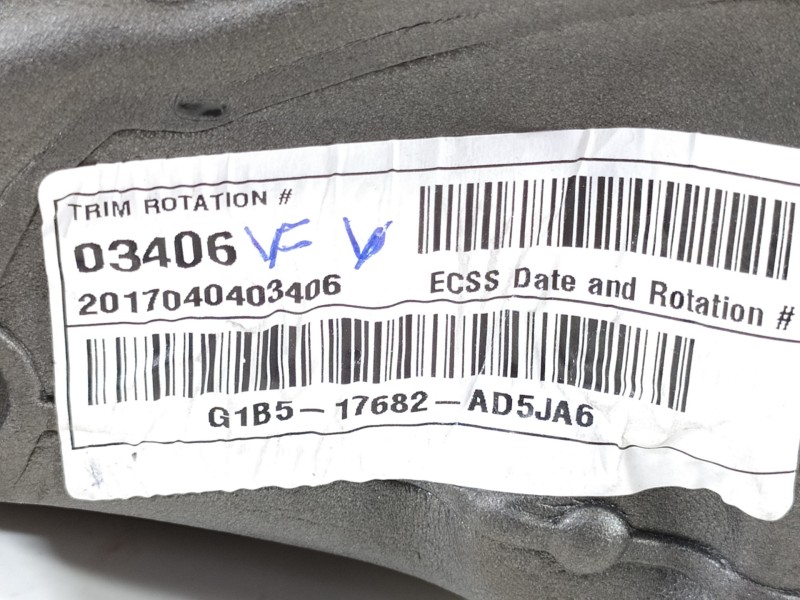 TRIM ROTATION #
03406 VF V
2017040403406
ECSS Date and Rotation #
G1B5-17682-AD5JA6